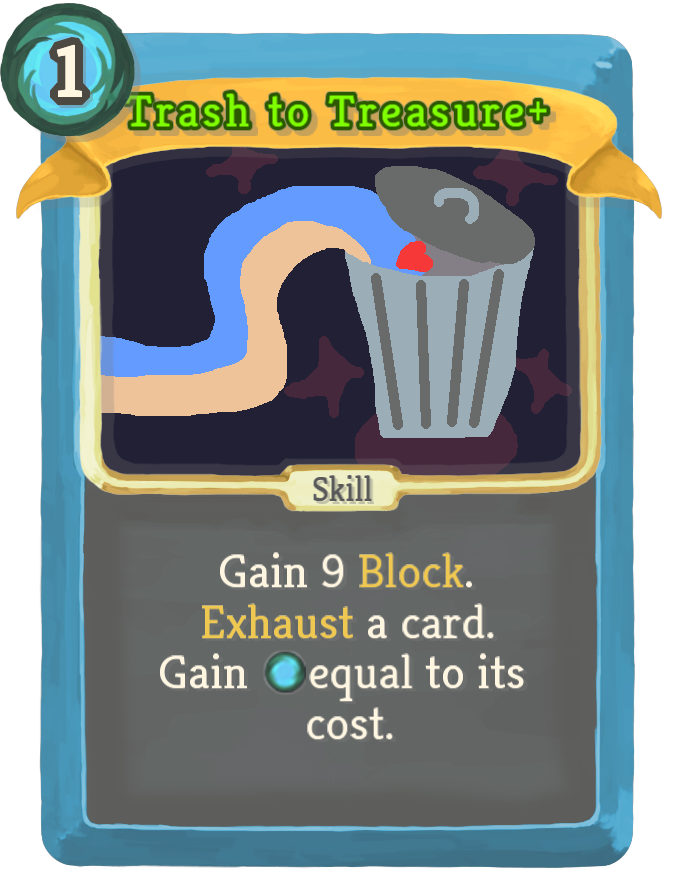 1
Trash to Treasure+
Skill
Gain 9 Block.
Exhaust a card.
Gain equal to its
cost.